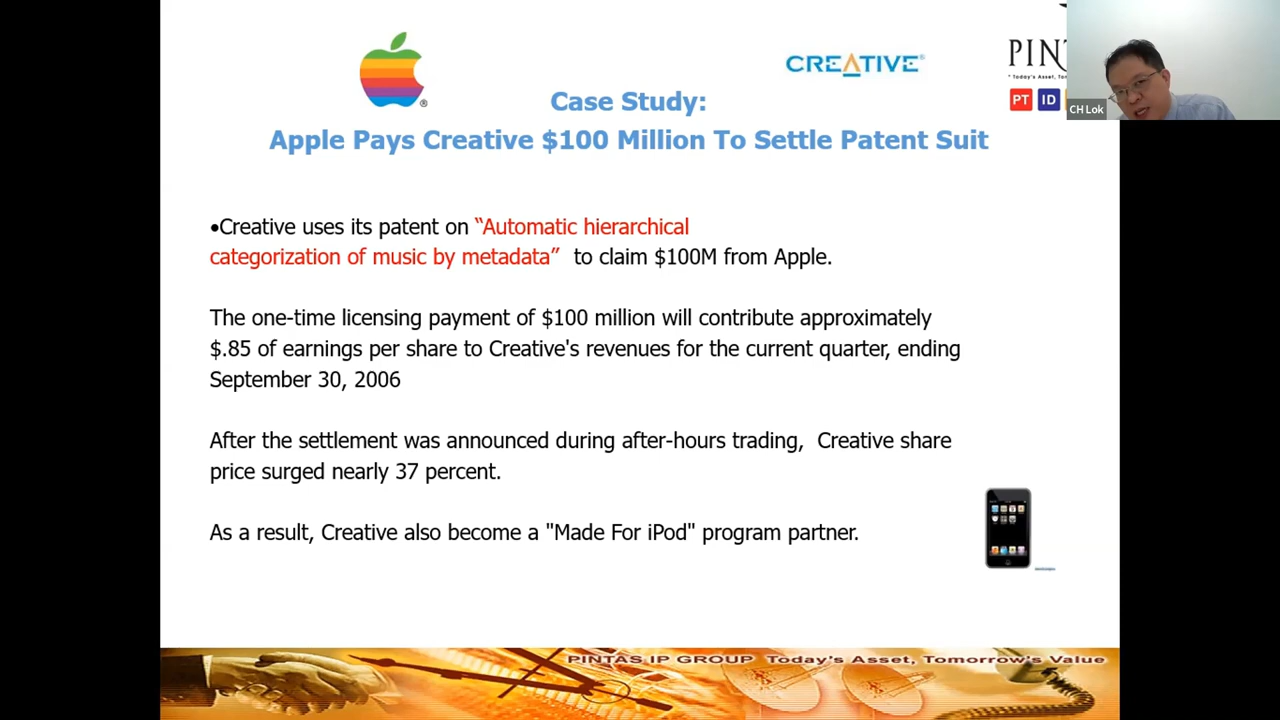 CREATIVE®
PIN
" Today's Asset, Tom
PT ID
CH Lok
Case Study:
Apple Pays Creative $100 Million To Settle Patent Suit
•Creative uses its patent on “Automatic hierarchical
categorization of music by metadata” to claim $100M from Apple.
The one-time licensing payment of $100 million will contribute approximately
$.85 of earnings per share to Creative's revenues for the current quarter, ending
September 30, 2006
After the settlement was announced during after-hours trading, Creative share
price surged nearly 37 percent.
As a result, Creative also become a "Made For iPod" program partner.
PINTAS IP GROUP Today's Asset, Tomorrow's Value